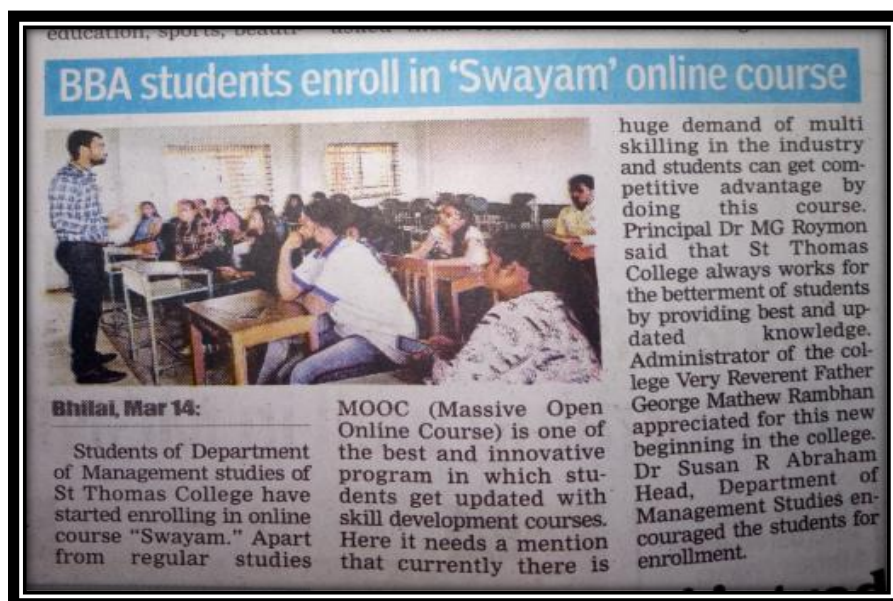 education, sports, beauti-
BBA students enroll in ‘Swayam’ online course
Bhilai, Mar 14:
Students of Department
of Management studies of
St Thomas College have
started enrolling in online
course “Swayam.” Apart
from regular studies
MOOC (Massive Open
Online Course) is one of
the best and innovative
program in which stu-
dents get updated with
skill development courses.
Here it needs a mention
that currently there is
huge demand of multi
skilling in the industry
and students can get com-
petitive advantage by
doing this course.
Principal Dr MG Roymon
said that St Thomas
College always works for
the betterment of students
by providing best and up-
dated knowledge.
Administrator of the col-
lege Very Reverent Father
George Mathew Rambhan
appreciated for this new
beginning in the college.
Dr Susan R Abraham
Head, Department of
Management Studies en-
couraged the students for
enrollment.